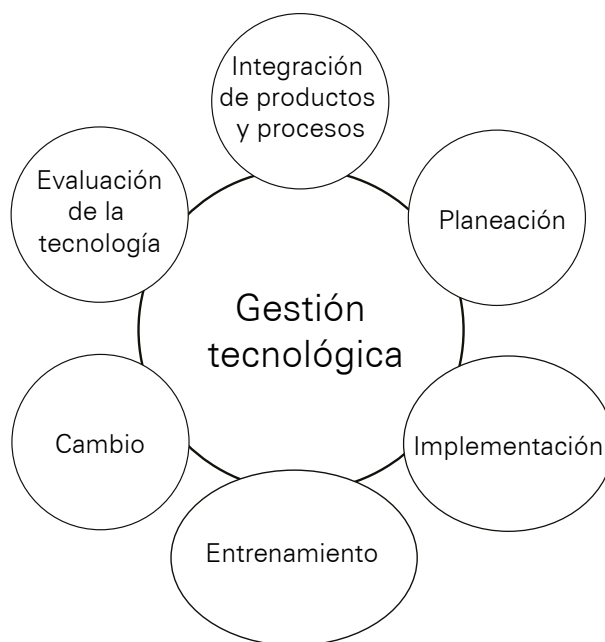 Integración
de productos
y procesos
Evaluación
de la
tecnología
Planeación
Gestión
tecnológica
Cambio
Implementación
Entrenamiento